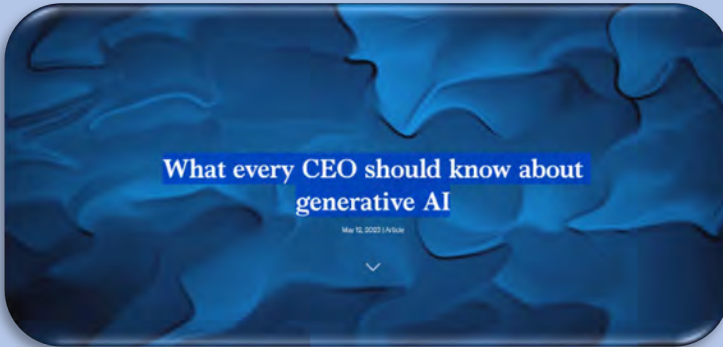 What every CEO should know about
generative AI
May 12, 2023 | Article